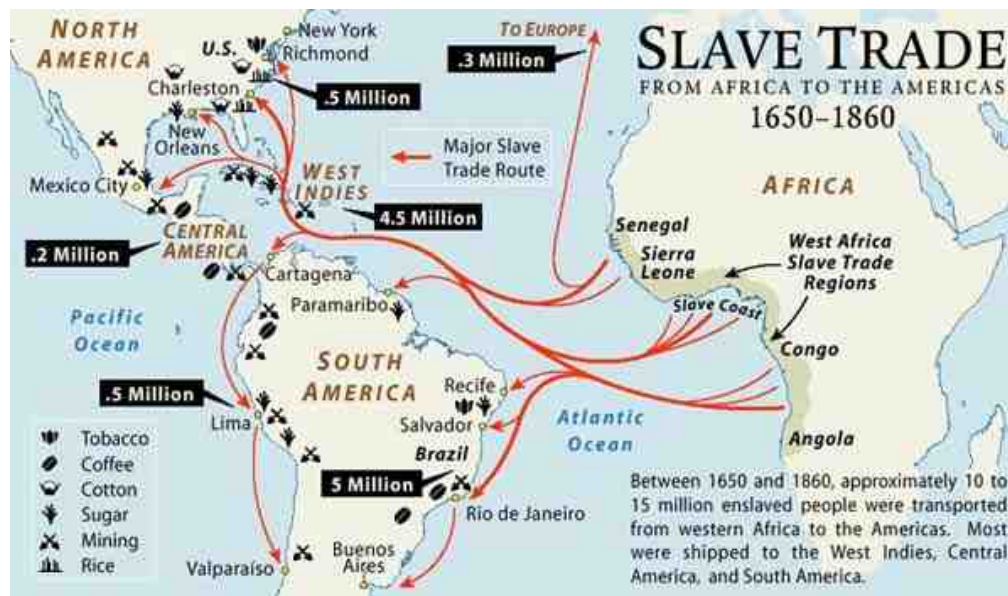 SLAVE TRADE
FROM AFRICA TO THE AMERICAS
1650–1860
NORTH
AMERICA
U.S.
New York
Richmond
Charleston
.5 Million
New
Orleans
Mexico City
WEST
INDIES
4.5 Million
CENTRAL
AMERICA
.2 Million
TO EUROPE
.3 Million
Major Slave
Trade Route
Cartagena
Paramaribo
Pacific
Ocean
SOUTH
AMERICA
.5 Million
Lima
Recife
Salvador
Brazil
5 Million
Rio de Janeiro
Buenos
Aires
Valparaíso
Atlantic
Ocean
AFRICA
Senegal
Sierra
Leone
West Africa
Slave Trade
Regions
Slave Coast
Congo
Angola
Tobacco
Coffee
Cotton
Sugar
Mining
Rice
Between 1650 and 1860, approximately 10 to
15 million enslaved people were transported
from western Africa to the Americas. Most
were shipped to the West Indies, Central
America, and South America.